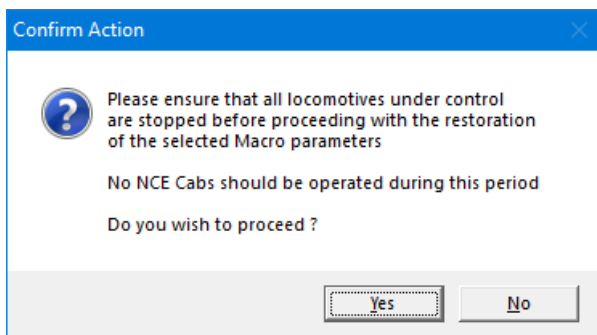 Confirm Action
Please ensure that all locomotives under control
are stopped before proceeding with the restoration
of the selected Macro parameters
No NCE Cabs should be operated during this period
Do you wish to proceed ?
Yes
No